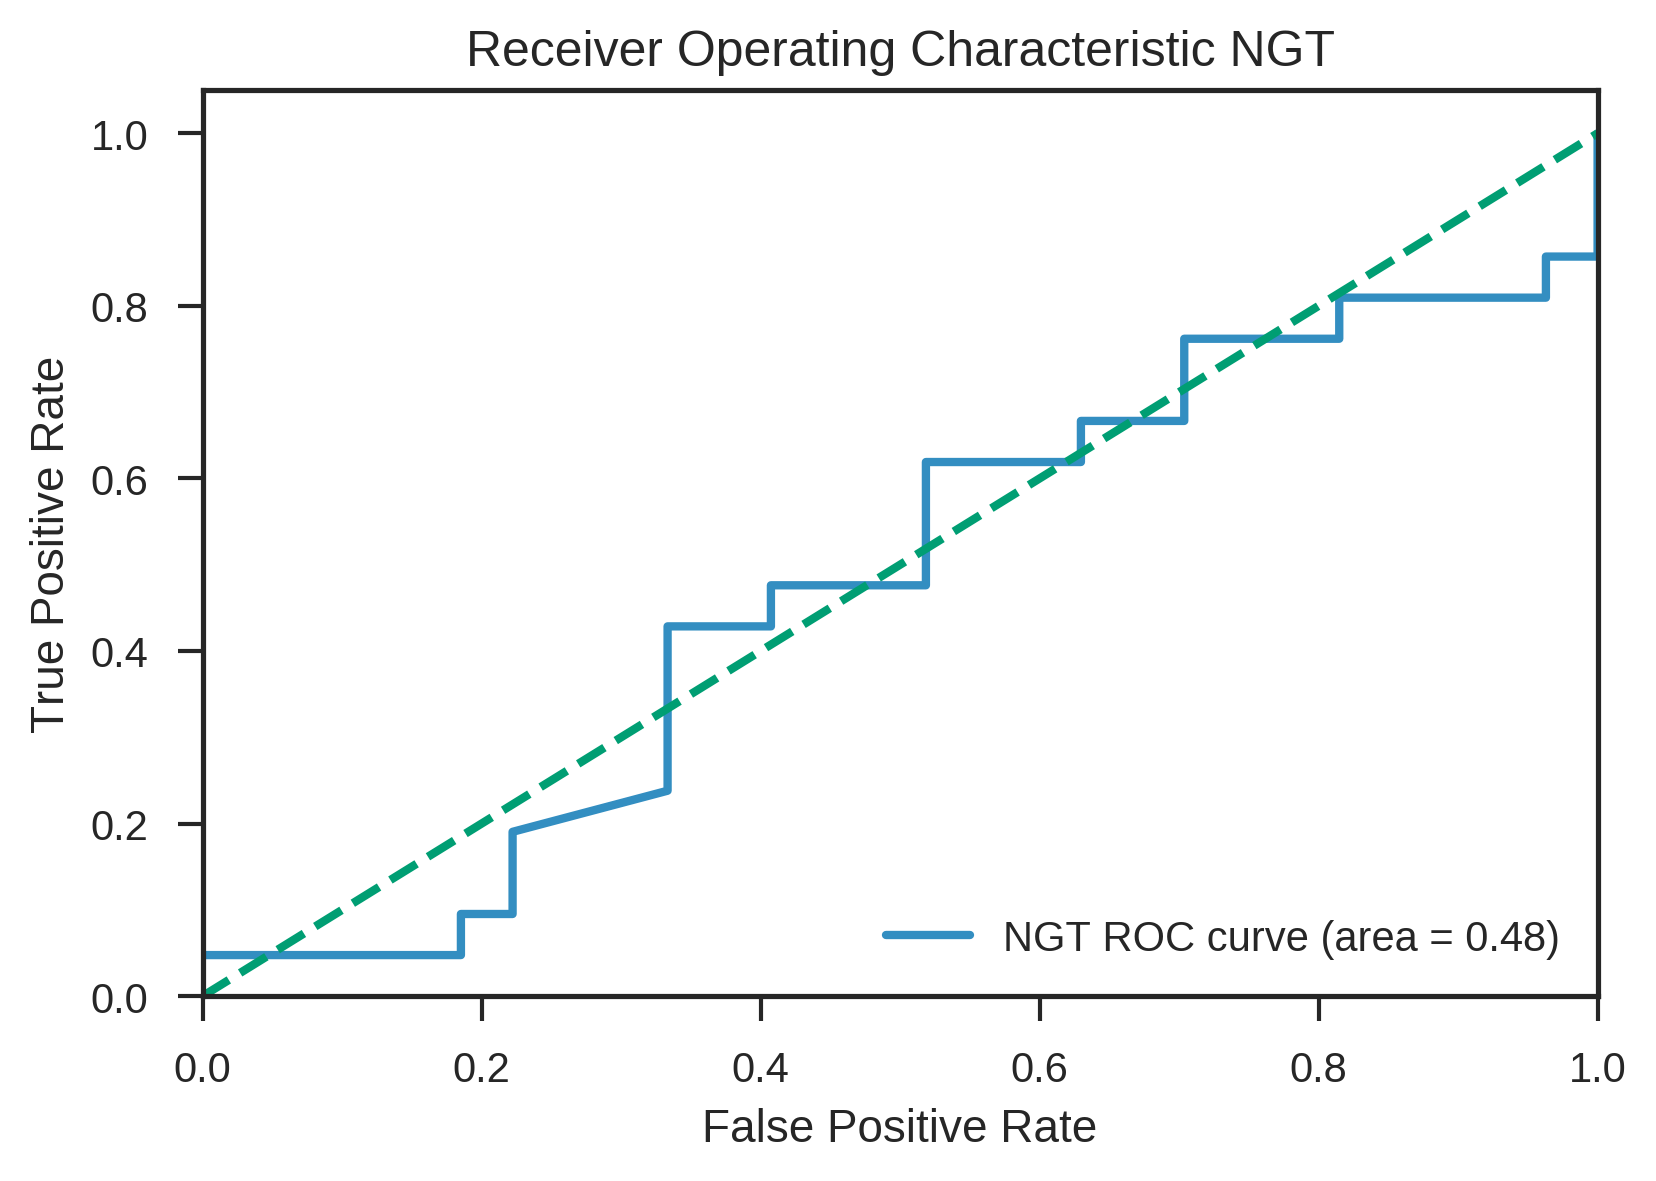 Receiver Operating Characteristic NGT
True Positive Rate
1.0
0.8
0.6
0.4
0.2
0.0
NGT ROC curve (area = 0.48)
0.0 0.2 0.4 0.6 0.8 1.0
False Positive Rate